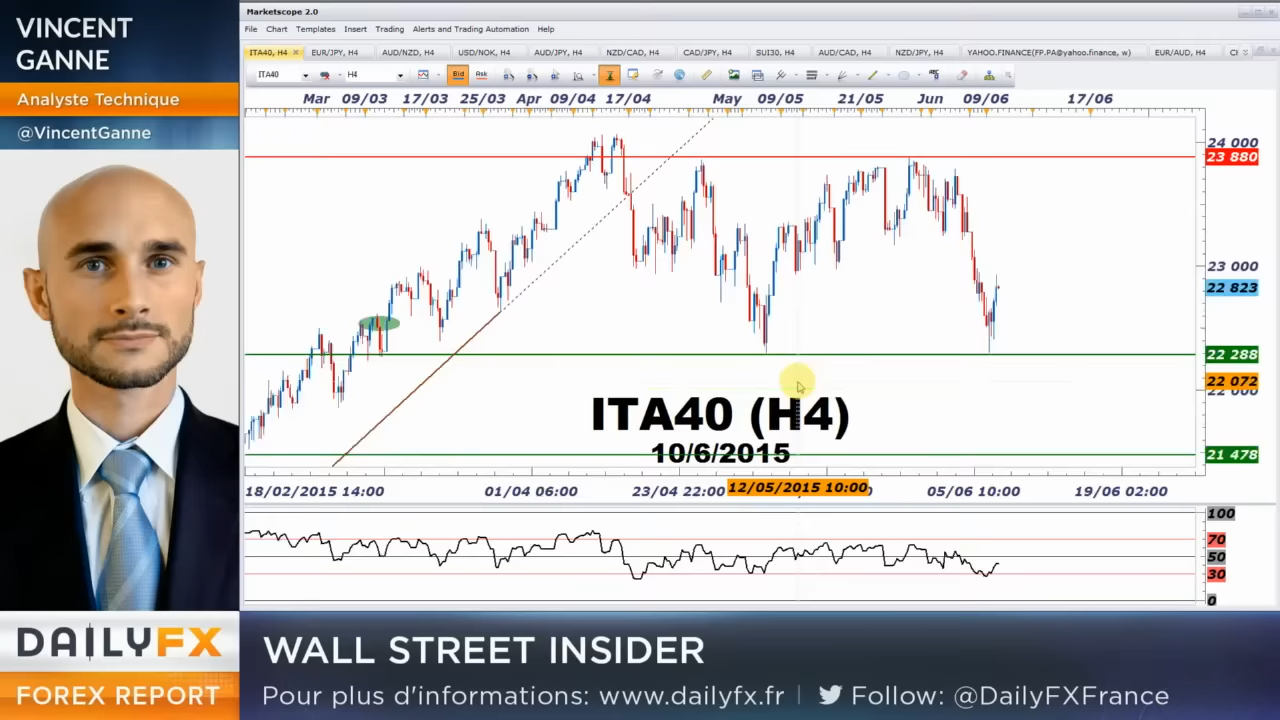 VINCENT
GANNE
Analyste Technique
@VincentGanne
Marketscope 2.0
File Chart Templates Insert Trading Alerts and Trading Automation Help
ITA40, H4 EUR/JPY, H4 AUD/NZD, H4 USD/NOK, H4 AUD/JPY, H4 NZD/CAD, H4 CAD/JPY, H4 SUI30, H4 AUD/CAD, H4 NZD/JPY, H4 YAHOO.FINANCE(FP.PA@yahoo.finance, w) EUR/AUD, H4
ITA40 H4 Bid Ask
Mar 09/03 17/03 25/03 Apr 09/04 17/04 May 09/05 21/05 Jun 09/06 17/06
24 000
23 880
23 000
22 823
22 288
22 072
22 000
21 478
ITA40 (H4)
10/6/2015
18/02/2015 14:00 01/04 06:00 23/04 22:00 12/05/2015 10:00 05/06 10:00 19/06 02:00
100
70
50
30
0
DAILYFX
FOREX REPORT
WALL STREET INSIDER
Pour plus d'informations: www.dailyfx.fr | Follow: @DailyFXFrance